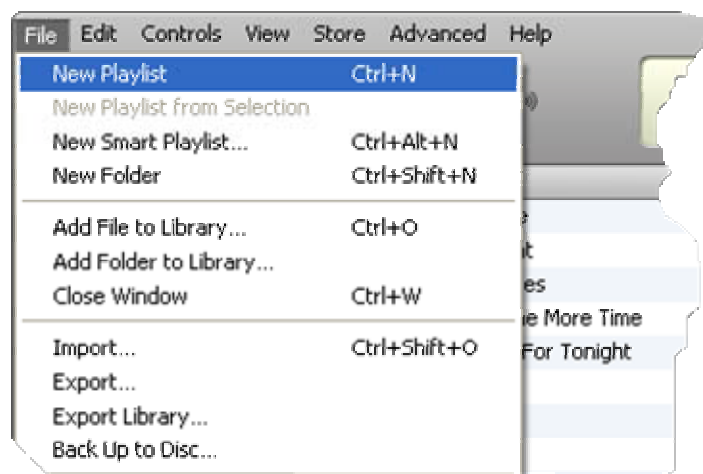 File Edit Controls View Store Advanced Help
New Playlist Ctrl+N
New Playlist from Selection
New Smart Playlist... Ctrl+Alt+N
New Folder Ctrl+Shift+N
Add File to Library... Ctrl+O
Add Folder to Library...
Close Window Ctrl+W
More Time
Import... Ctrl+Shift+O
For Tonight
Export...
Export Library...
Back Up to Disc...